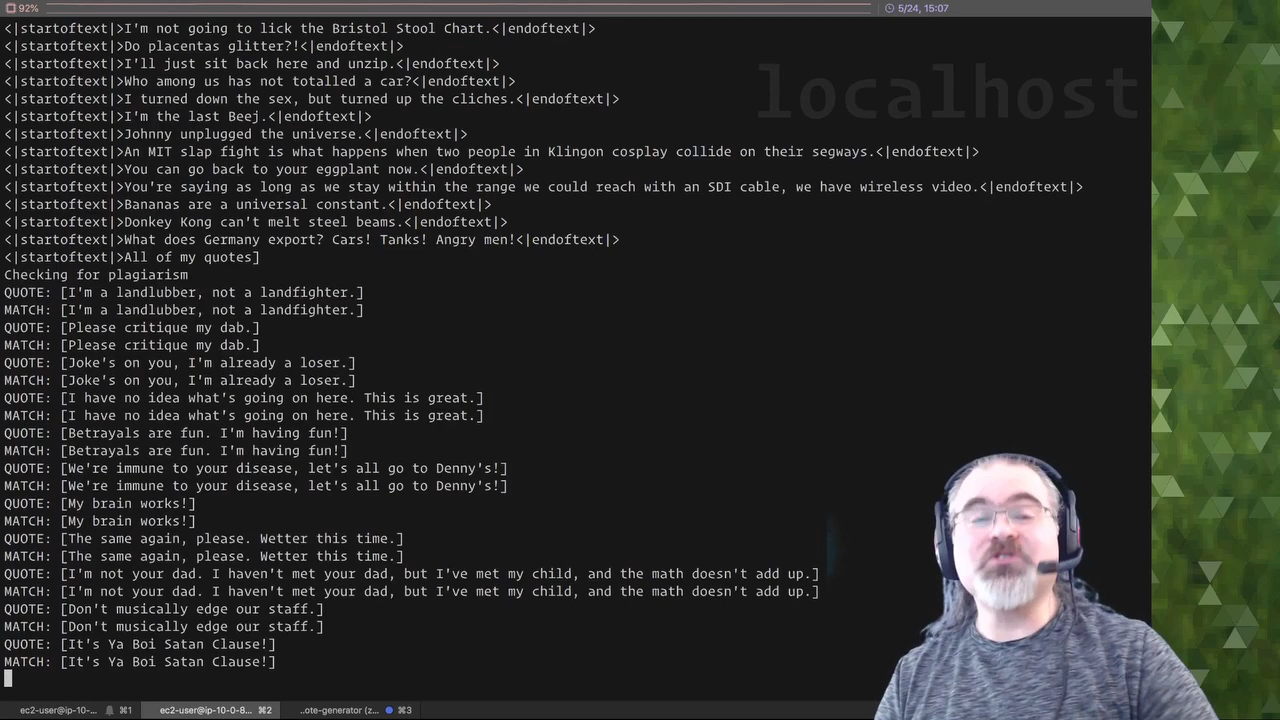 92%
5/24, 15:07
localhost
<|startoftext|>I'm not going to lick the Bristol Stool Chart.<|endoftext|>
<|startoftext|>Do placentas glitter?!<|endoftext|>
<|startoftext|>I'll just sit back here and unzip.<|endoftext|>
<|startoftext|>Who among us has not totalled a car?<|endoftext|>
<|startoftext|>I turned down the sex, but turned up the cliches.<|endoftext|>
<|startoftext|>I'm the last Beej.<|endoftext|>
<|startoftext|>Johnny unplugged the universe.<|endoftext|>
<|startoftext|>An MIT slap fight is what happens when two people in Klingon cosplay collide on their segways.<|endoftext|>
<|startoftext|>You can go back to your eggplant now.<|endoftext|>
<|startoftext|>You're saying as long as we stay within the range we could reach with an SDI cable, we have wireless video.<|endoftext|>
<|startoftext|>Bananas are a universal constant.<|endoftext|>
<|startoftext|>Donkey Kong can't melt steel beams.<|endoftext|>
<|startoftext|>What does Germany export? Cars! Tanks! Angry men!<|endoftext|>
<|startoftext|>All of my quotes]
Checking for plagiarism
QUOTE: [I'm a landlubber, not a landfighter.]
MATCH: [I'm a landlubber, not a landfighter.]
QUOTE: [Please critique my dab.]
MATCH: [Please critique my dab.]
QUOTE: [Joke's on you, I'm already a loser.]
MATCH: [Joke's on you, I'm already a loser.]
QUOTE: [I have no idea what's going on here. This is great.]
MATCH: [I have no idea what's going on here. This is great.]
QUOTE: [Betrayals are fun. I'm having fun!]
MATCH: [Betrayals are fun. I'm having fun!]
QUOTE: [We're immune to your disease, let's all go to Denny's!]
MATCH: [We're immune to your disease, let's all go to Denny's!]
QUOTE: [My brain works!]
MATCH: [My brain works!]
QUOTE: [The same again, please. Wetter this time.]
MATCH: [The same again, please. Wetter this time.]
QUOTE: [I'm not your dad. I haven't met your dad, but I've met my child, and the math doesn't add up.]
MATCH: [I'm not your dad. I haven't met your dad, but I've met my child, and the math doesn't add up.]
QUOTE: [Don't musically edge our staff.]
MATCH: [Don't musically edge our staff.]
QUOTE: [It's Ya Boi Satan Clause!]
MATCH: [It's Ya Boi Satan Clause!]
ec2-user@ip-10-... ⌘1 ec2-user@ip-10-0-8... ⌘2 ..ote-generator (z... ⌘3